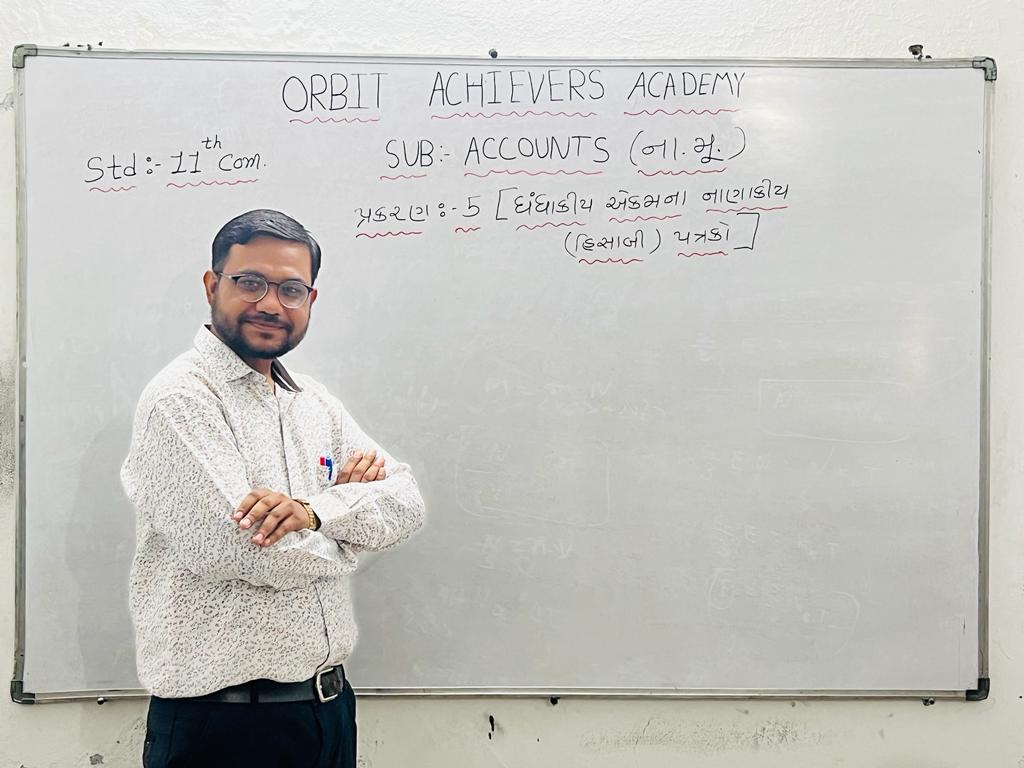 ORBIT ACHIEVERS ACADEMY
Std :- 11th Com.
SUB:- ACCOUNTS (ના.મૂ.)
પ્રકરણ :- 5 [ધંધાકીય એકમના નાણાકીય
(હિસાબી) પત્રકો]